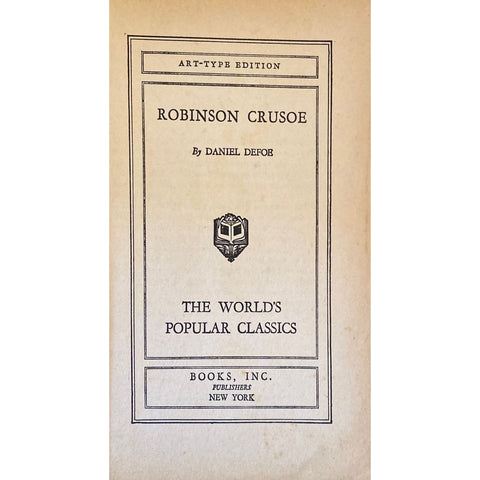 ART-TYPE EDITION
ROBINSON CRUSOE
By DANIEL DEFOE
THE WORLD'S
POPULAR CLASSICS
BOOKS, INC.
PUBLISHERS
NEW YORK